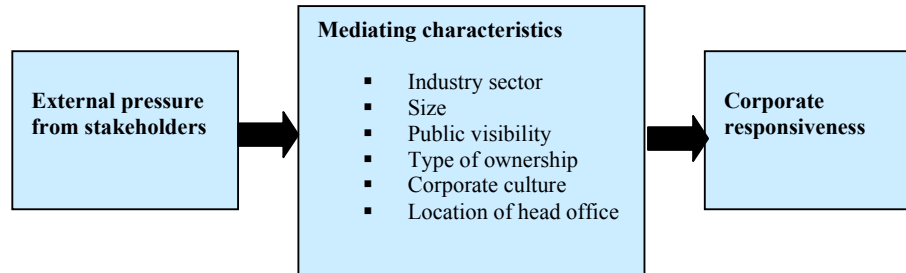 External pressure
from stakeholders
Mediating characteristics
▪ Industry sector
▪ Size
▪ Public visibility
▪ Type of ownership
▪ Corporate culture
▪ Location of head office
Corporate
responsiveness